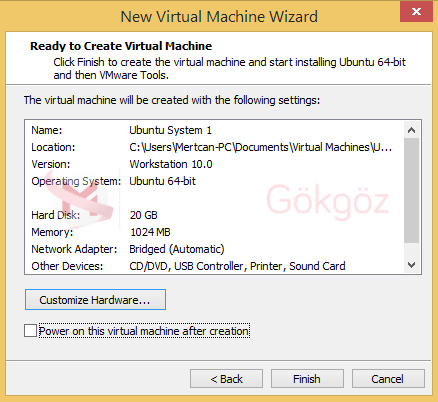 New Virtual Machine Wizard
Ready to Create Virtual Machine
Click Finish to create the virtual machine and start installing Ubuntu 64-bit
and then VMware Tools.
The virtual machine will be created with the following settings:
Name: Ubuntu System 1
Location: C:\Users\Mertcan-PC\Documents\Virtual Machines\U...
Version: Workstation 10.0
Operating System: Ubuntu 64-bit
Gökgöz
Hard Disk: 20 GB
Memory: 1024 MB
Network Adapter: Bridged (Automatic)
Other Devices: CD/DVD, USB Controller, Printer, Sound Card
Customize Hardware...
Power on this virtual machine after creation
< Back Finish Cancel